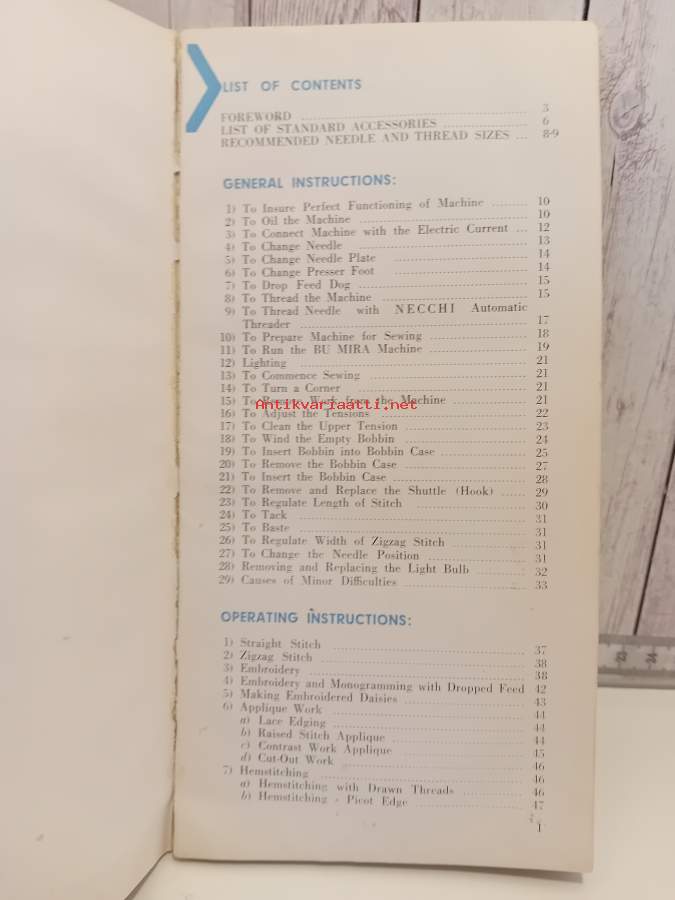 LIST OF CONTENTS
FOREWORD 3
LIST OF STANDARD ACCESSORIES 6
RECOMMENDED NEEDLE AND THREAD SIZES ... 8-9
GENERAL INSTRUCTIONS:
1) To Insure Perfect Functioning of Machine 10
2) To Oil the Machine 10
3) To Connect Machine with the Electric Current ... 12
4) To Change Needle 13
5) To Change Needle Plate 14
6) To Change Presser Foot 14
7) To Drop Feed Dog 15
8) To Thread the Machine 15
9) To Thread Needle with NECCHI Automatic
Threader 17
10) To Prepare Machine for Sewing 18
11) To Run the BU MIRA Machine 19
12) Lighting 21
13) To Commence Sewing 21
14) To Turn a Corner 21
15) To Remove Work from the Machine 21
Antikvariaatti.net
16) To Adjust the Tensions 22
17) To Clean the Upper Tension 23
18) To Wind the Empty Bobbin 24
19) To Insert Bobbin into Bobbin Case 25
20) To Remove the Bobbin Case 27
21) To Insert the Bobbin Case 28
22) To Remove and Replace the Shuttle (Hook) 29
23) To Regulate Length of Stitch 30
24) To Tack 31
25) To Baste 31
26) To Regulate Width of Zigzag Stitch 31
27) To Change the Needle Position 31
28) Removing and Replacing the Light Bulb 32
29) Causes of Minor Difficulties 33
OPERATING INSTRUCTIONS:
1) Straight Stitch 37
2) Zigzag Stitch 38
3) Embroidery 38
4) Embroidery and Monogramming with Dropped Feed 42
5) Making Embroidered Daisies 43
6) Applique Work 44
a) Lace Edging 44
b) Raised Stitch Applique 44
c) Contrast Work Applique 45
d) Cut-Out Work 46
7) Hemstitching 46
a) Hemstitching with Drawn Threads 46
b) Hemstitching - Picot Edge 47
1
23 24